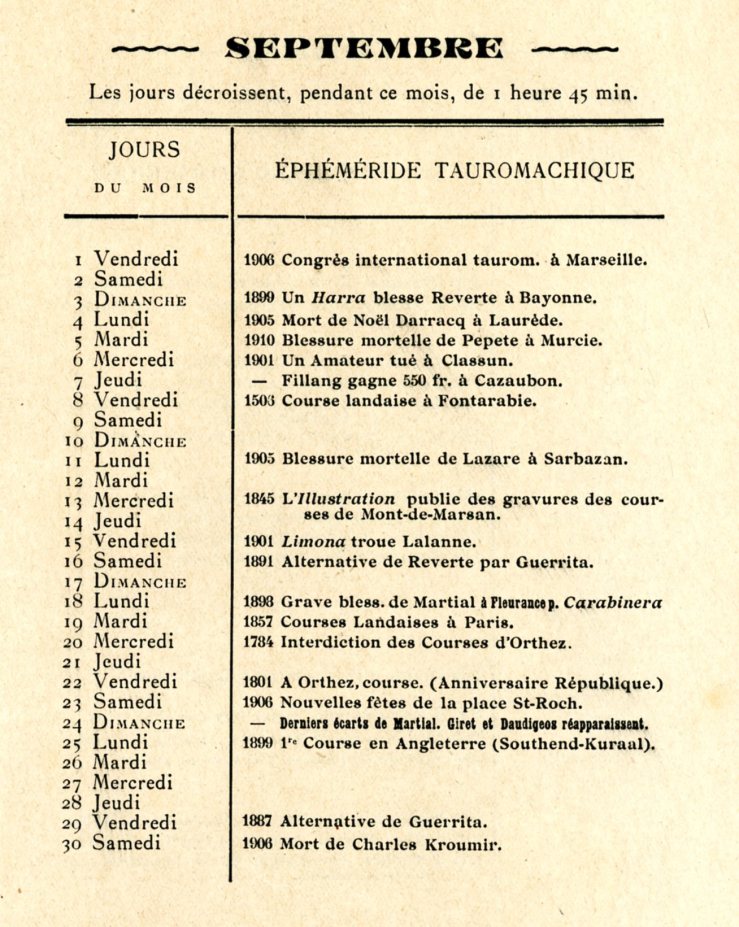 SEPTEMBRE
Les jours décroissent, pendant ce mois, de 1 heure 45 min.
JOURS
DU MOIS
ÉPHÉMÉRIDE TAUROMACHIQUE
1 Vendredi 1906 Congrès international taurom. à Marseille.
2 Samedi
3 DIMANCHE 1899 Un Harra blesse Reverte à Bayonne.
4 Lundi 1905 Mort de Noël Darracq à Laurède.
5 Mardi 1910 Blessure mortelle de Pepete à Murcie.
6 Mercredi 1901 Un Amateur tué à Classun.
7 Jeudi — Fillang gagne 550 fr. à Cazaubon.
8 Vendredi 1503 Course landaise à Fontarabie.
9 Samedi
10 DIMANCHE
11 Lundi 1905 Blessure mortelle de Lazare à Sarbazan.
12 Mardi
13 Mercredi 1845 L'Illustration publie des gravures des cour-
ses de Mont-de-Marsan.
14 Jeudi
15 Vendredi 1901 Limona troue Lalanne.
16 Samedi 1891 Alternative de Reverte par Guerrita.
17 DIMANCHE
18 Lundi 1898 Grave bless. de Martial à Fleurance p. Carabinera
19 Mardi 1857 Courses Landaises à Paris.
20 Mercredi 1784 Interdiction des Courses d'Orthez.
21 Jeudi
22 Vendredi 1801 A Orthez, course. (Anniversaire République.)
23 Samedi 1906 Nouvelles fêtes de la place St-Roch.
24 DIMANCHE — Derniers écarts de Martial. Giret et Daudigeos réapparaissent.
25 Lundi 1899 1re Course en Angleterre (Southend-Kuraal).
26 Mardi
27 Mercredi
28 Jeudi
29 Vendredi 1887 Alternative de Guerrita.
30 Samedi 1906 Mort de Charles Kroumir.